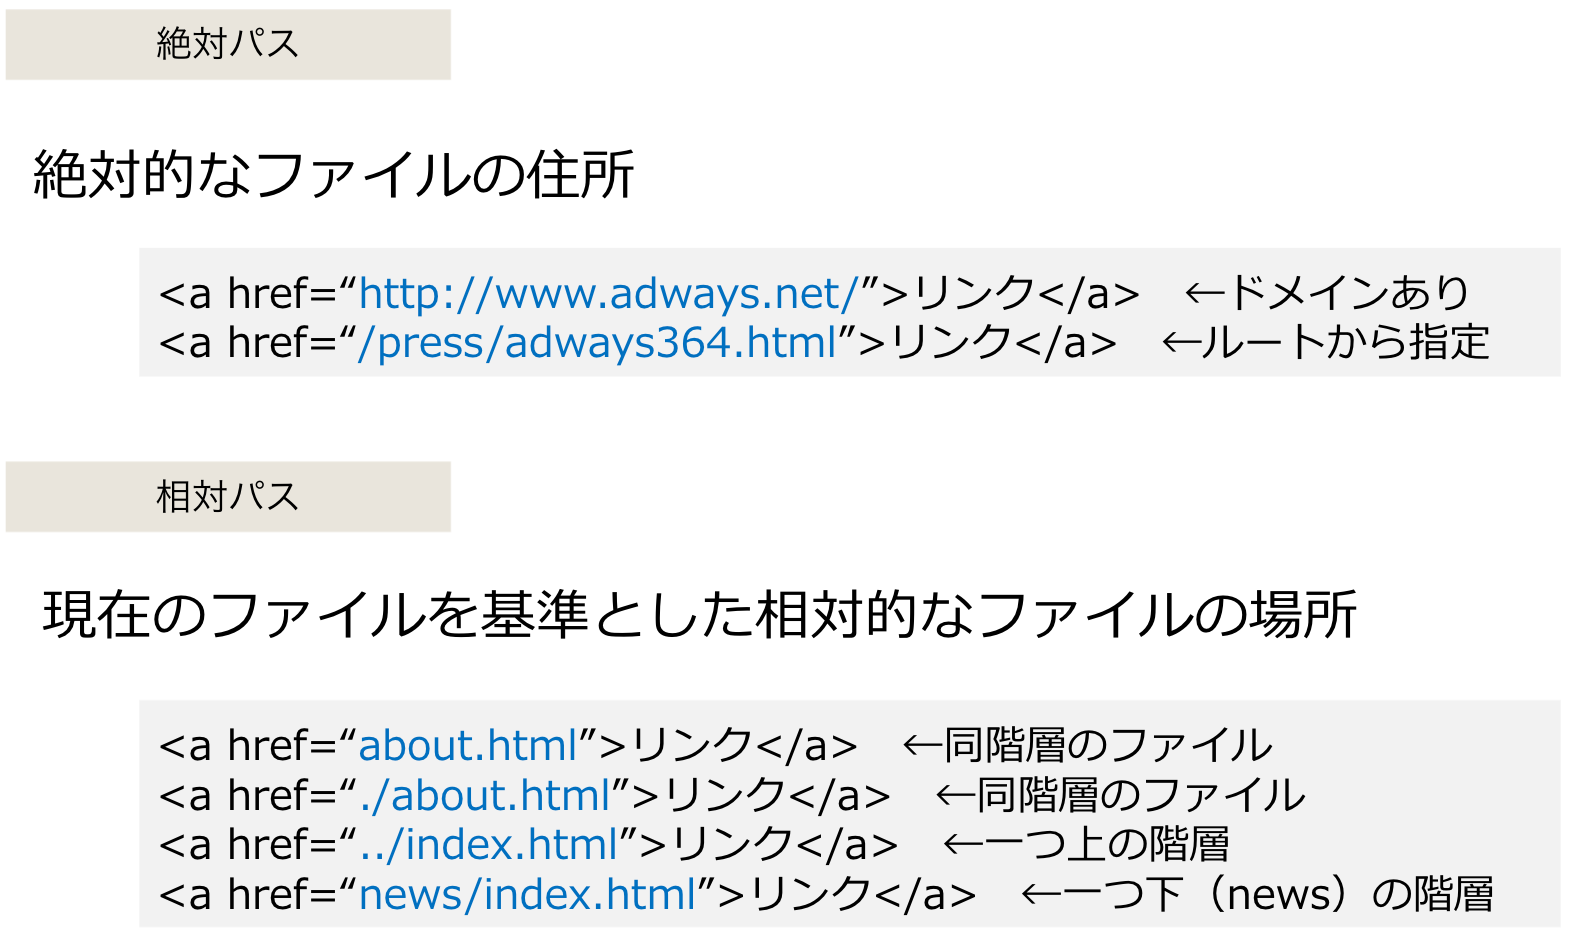 絶対パス
絶対的なファイルの住所
<a href=“http://www.adways.net/”>リンク</a>　←ドメインあり
<a href=“/press/adways364.html”>リンク</a>　←ルートから指定
相対パス
現在のファイルを基準とした相対的なファイルの場所
<a href=“about.html”>リンク</a>　←同階層のファイル
<a href=“./about.html”>リンク</a>　←同階層のファイル
<a href=“../index.html”>リンク</a>　←一つ上の階層
<a href=“news/index.html”>リンク</a>　←一つ下（news）の階層